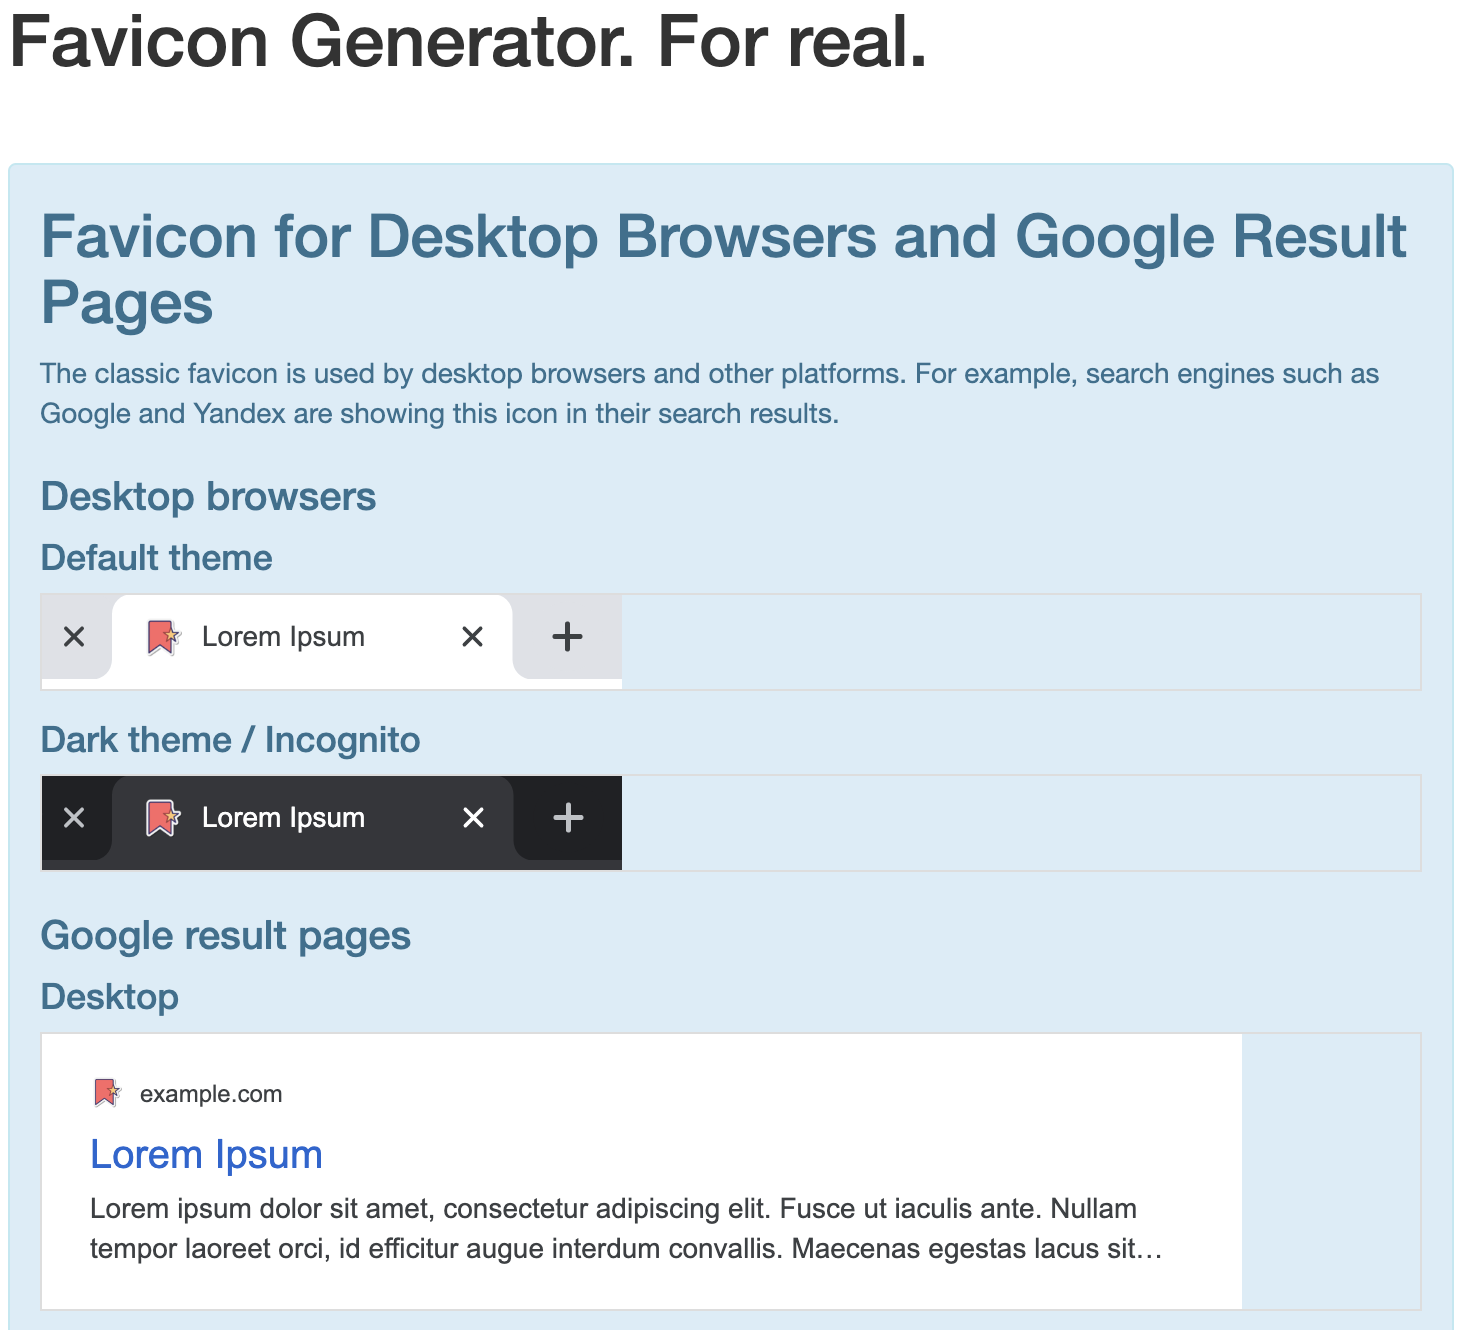 Favicon Generator. For real.
Favicon for Desktop Browsers and Google Result
Pages
The classic favicon is used by desktop browsers and other platforms. For example, search engines such as
Google and Yandex are showing this icon in their search results.
Desktop browsers
Default theme
Lorem Ipsum
Dark theme / Incognito
Lorem Ipsum
Google result pages
Desktop
example.com
Lorem Ipsum
Lorem ipsum dolor sit amet, consectetur adipiscing elit. Fusce ut iaculis ante. Nullam
tempor laoreet orci, id efficitur augue interdum convallis. Maecenas egestas lacus sit…